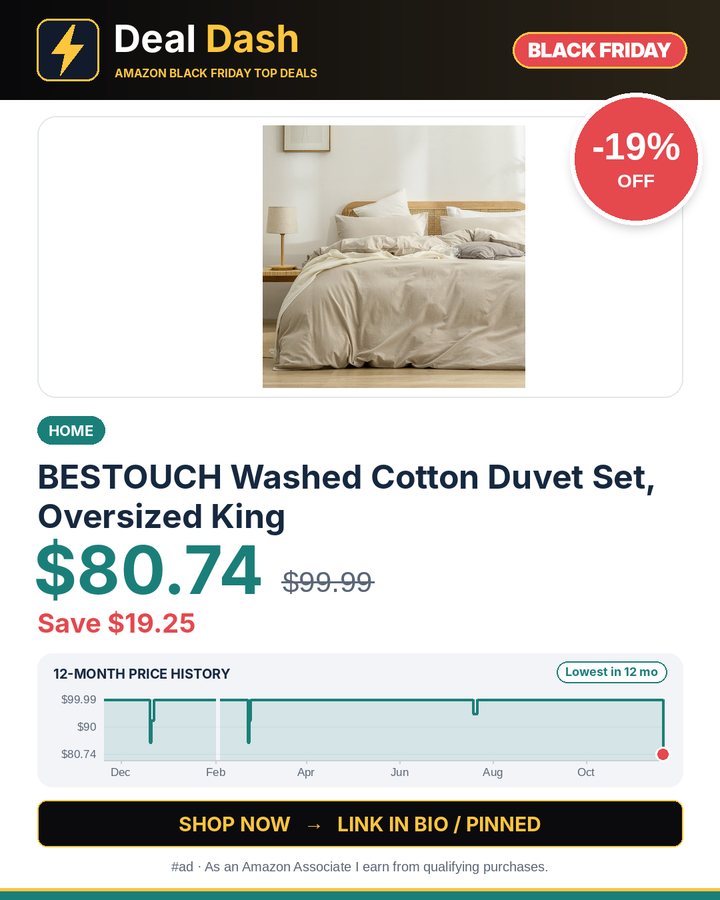 Deal Dash
AMAZON BLACK FRIDAY TOP DEALS
BLACK FRIDAY
-19%
OFF
HOME
BESTOUCH Washed Cotton Duvet Set,
Oversized King
$80.74 $99.99
Save $19.25
12-MONTH PRICE HISTORY
Lowest in 12 mo
$99.99
$90
$80.74
Dec Feb Apr Jun Aug Oct
SHOP NOW → LINK IN BIO / PINNED
#ad · As an Amazon Associate I earn from qualifying purchases.